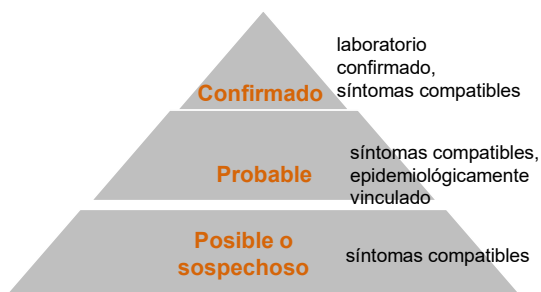 laboratorio
confirmado,
síntomas compatibles
Confirmado
síntomas compatibles,
epidemiológicamente
vinculado
Probable
Posible o
sospechoso
síntomas compatibles